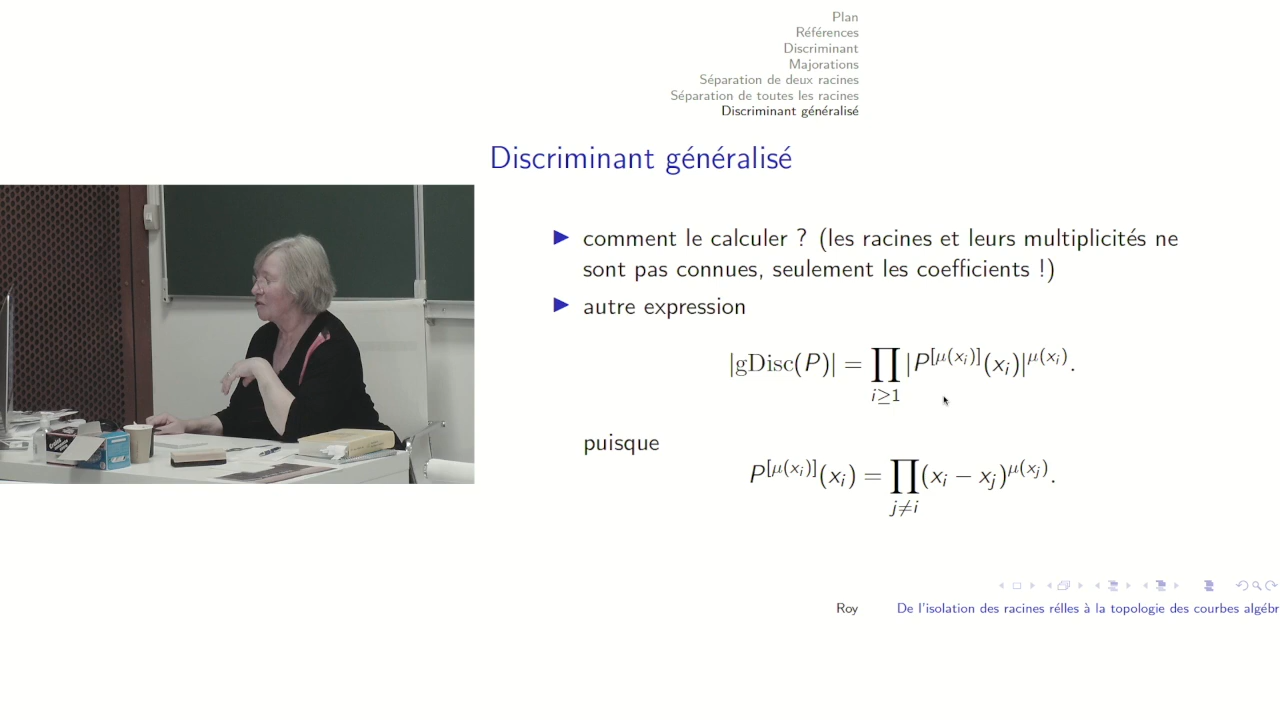 Plan
Références
Discriminant
Majorations
Séparation de deux racines
Séparation de toutes les racines
Discriminant généralisé
Discriminant généralisé
comment le calculer ? (les racines et leurs multiplicités ne
sont pas connues, seulement les coefficients !)
autre expression
|gDisc(P)| = ∏_{i≥1} |P^{[μ(x_i)]}(x_i)|^{μ(x_i)}.
puisque
P^{[μ(x_i)]}(x_i) = ∏_{j≠i} (x_i − x_j)^{μ(x_j)}.
Roy De l'isolation des racines rélles à la topologie des courbes algébr